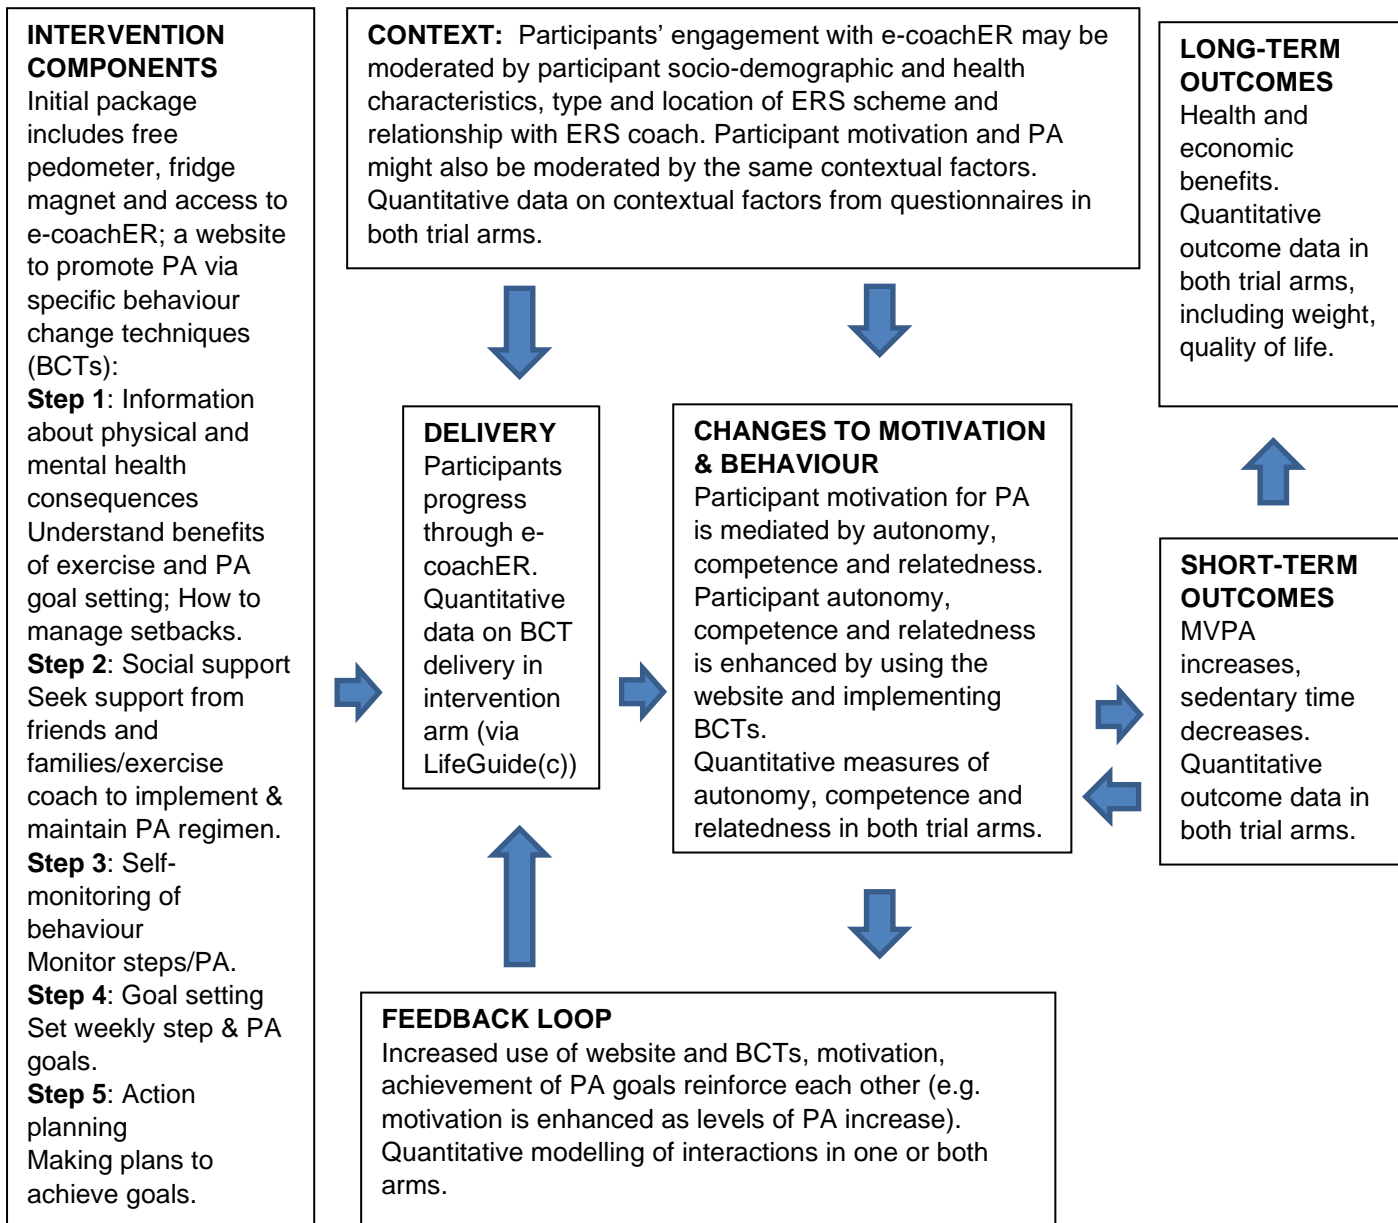 INTERVENTION
COMPONENTS
Initial package
includes free
pedometer, fridge
magnet and access to
e-coachER; a website
to promote PA via
specific behaviour
change techniques
(BCTs):
Step 1: Information
about physical and
mental health
consequences
Understand benefits
of exercise and PA
goal setting; How to
manage setbacks.
Step 2: Social support
Seek support from
friends and
families/exercise
coach to implement &
maintain PA regimen.
Step 3: Self-
monitoring of
behaviour
Monitor steps/PA.
Step 4: Goal setting
Set weekly step & PA
goals.
Step 5: Action
planning
Making plans to
achieve goals.
CONTEXT: Participants’ engagement with e-coachER may be
moderated by participant socio-demographic and health
characteristics, type and location of ERS scheme and
relationship with ERS coach. Participant motivation and PA
might also be moderated by the same contextual factors.
Quantitative data on contextual factors from questionnaires in
both trial arms.
DELIVERY
Participants
progress
through e-
coachER.
Quantitative
data on BCT
delivery in
intervention
arm (via
LifeGuide(c))
CHANGES TO MOTIVATION
& BEHAVIOUR
Participant motivation for PA
is mediated by autonomy,
competence and relatedness.
Participant autonomy,
competence and relatedness
is enhanced by using the
website and implementing
BCTs.
Quantitative measures of
autonomy, competence and
relatedness in both trial arms.
FEEDBACK LOOP
Increased use of website and BCTs, motivation,
achievement of PA goals reinforce each other (e.g.
motivation is enhanced as levels of PA increase).
Quantitative modelling of interactions in one or both
arms.
LONG-TERM
OUTCOMES
Health and
economic
benefits.
Quantitative
outcome data in
both trial arms,
including weight,
quality of life.
SHORT-TERM
OUTCOMES
MVPA
increases,
sedentary time
decreases.
Quantitative
outcome data in
both trial arms.